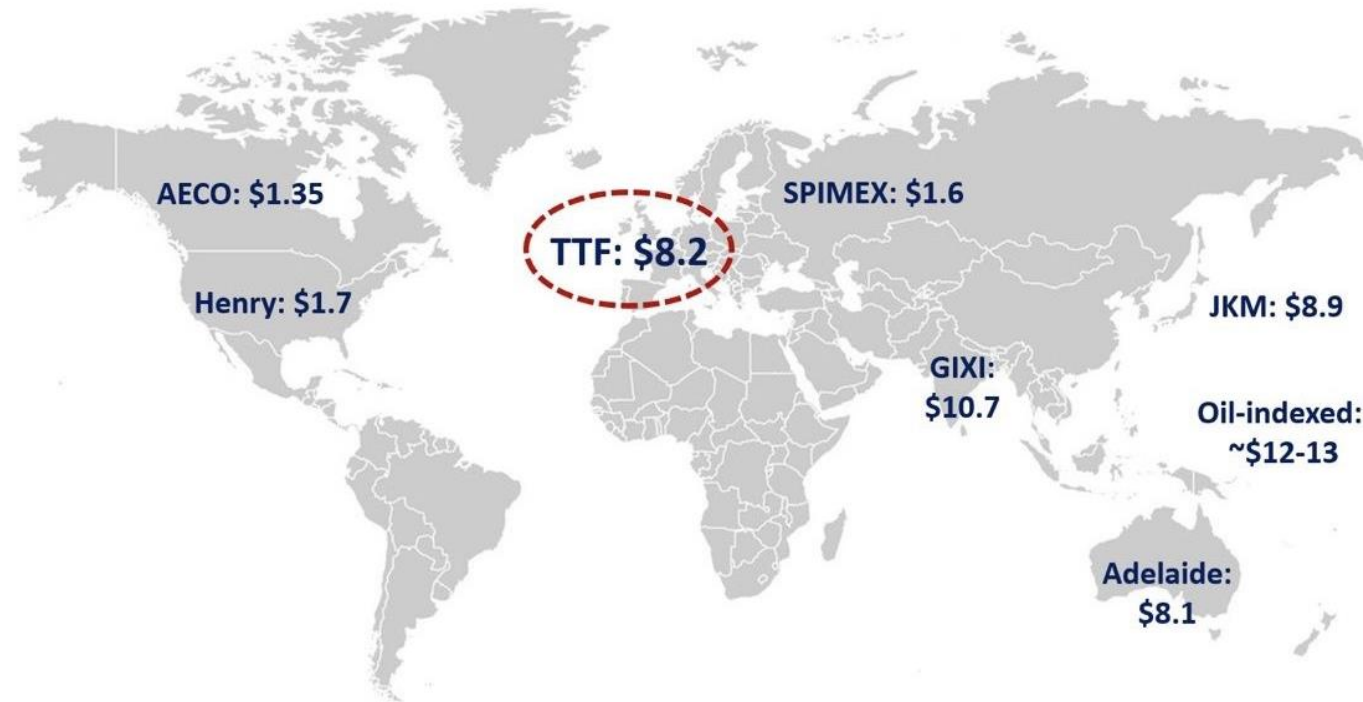 AECO: $1.35
SPIMEX: $1.6
TTF: $8.2
Henry: $1.7
JKM: $8.9
GIXI:
$10.7
Oil-indexed:
~$12-13
Adelaide:
$8.1